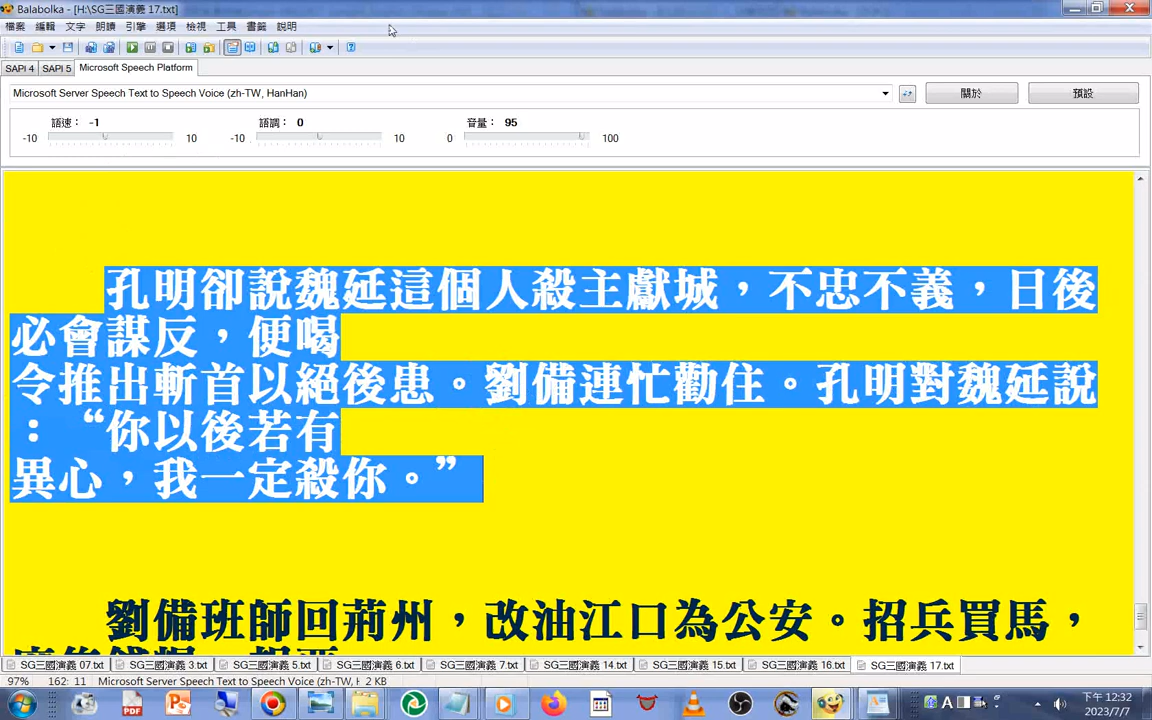 Balabolka - [H:\SG三國演義 17.txt]
檔案 編輯 文字 朗讀 引擎 選項 檢視 工具 書籤 說明
SAPI 4 SAPI 5 Microsoft Speech Platform
Microsoft Server Speech Text to Speech Voice (zh-TW, HanHan) 關於 預設
語速： -1 語調： 0 音量： 95
-10 10 -10 10 0 100
孔明卻說魏延這個人殺主獻城，不忠不義，日後
必會謀反，便喝
令推出斬首以絕後患。劉備連忙勸住。孔明對魏延說
：“你以後若有
異心，我一定殺你。”
劉備班師回荊州，改油江口為公安。招兵買馬，
SG三國演義 07.txt SG三國演義 3.txt SG三國演義 5.txt SG三國演義 6.txt SG三國演義 7.txt SG三國演義 14.txt SG三國演義 15.txt SG三國演義 16.txt SG三國演義 17.txt
97% 162: 11 Microsoft Server Speech Text to Speech Voice (zh-TW, H 2 KB
下午 12:32
2023/7/7